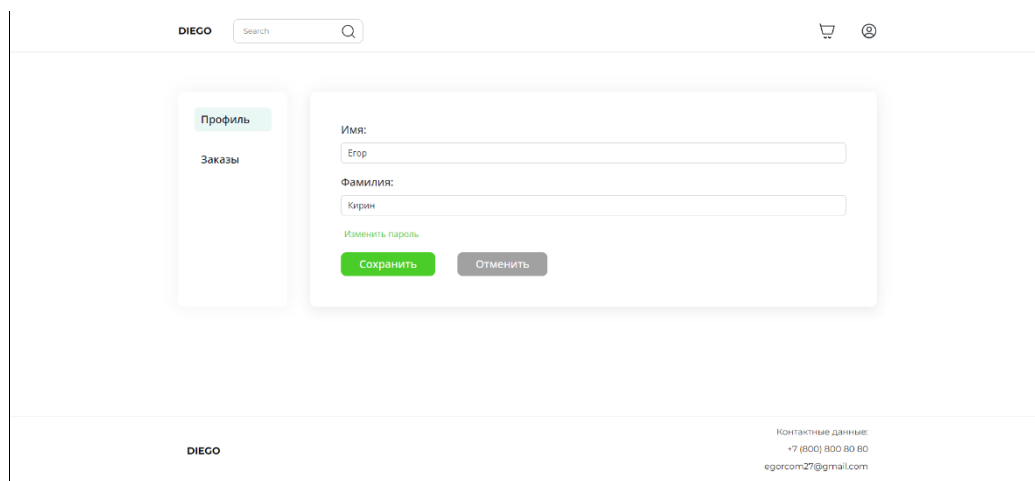 DIEGO
Search
Профиль
Заказы
Имя:
Егор
Фамилия:
Кирин
Изменить пароль
Сохранить
Отменить
DIEGO
Контактные данные:
+7 (800) 800 80 80
egorcom27@gmail.com